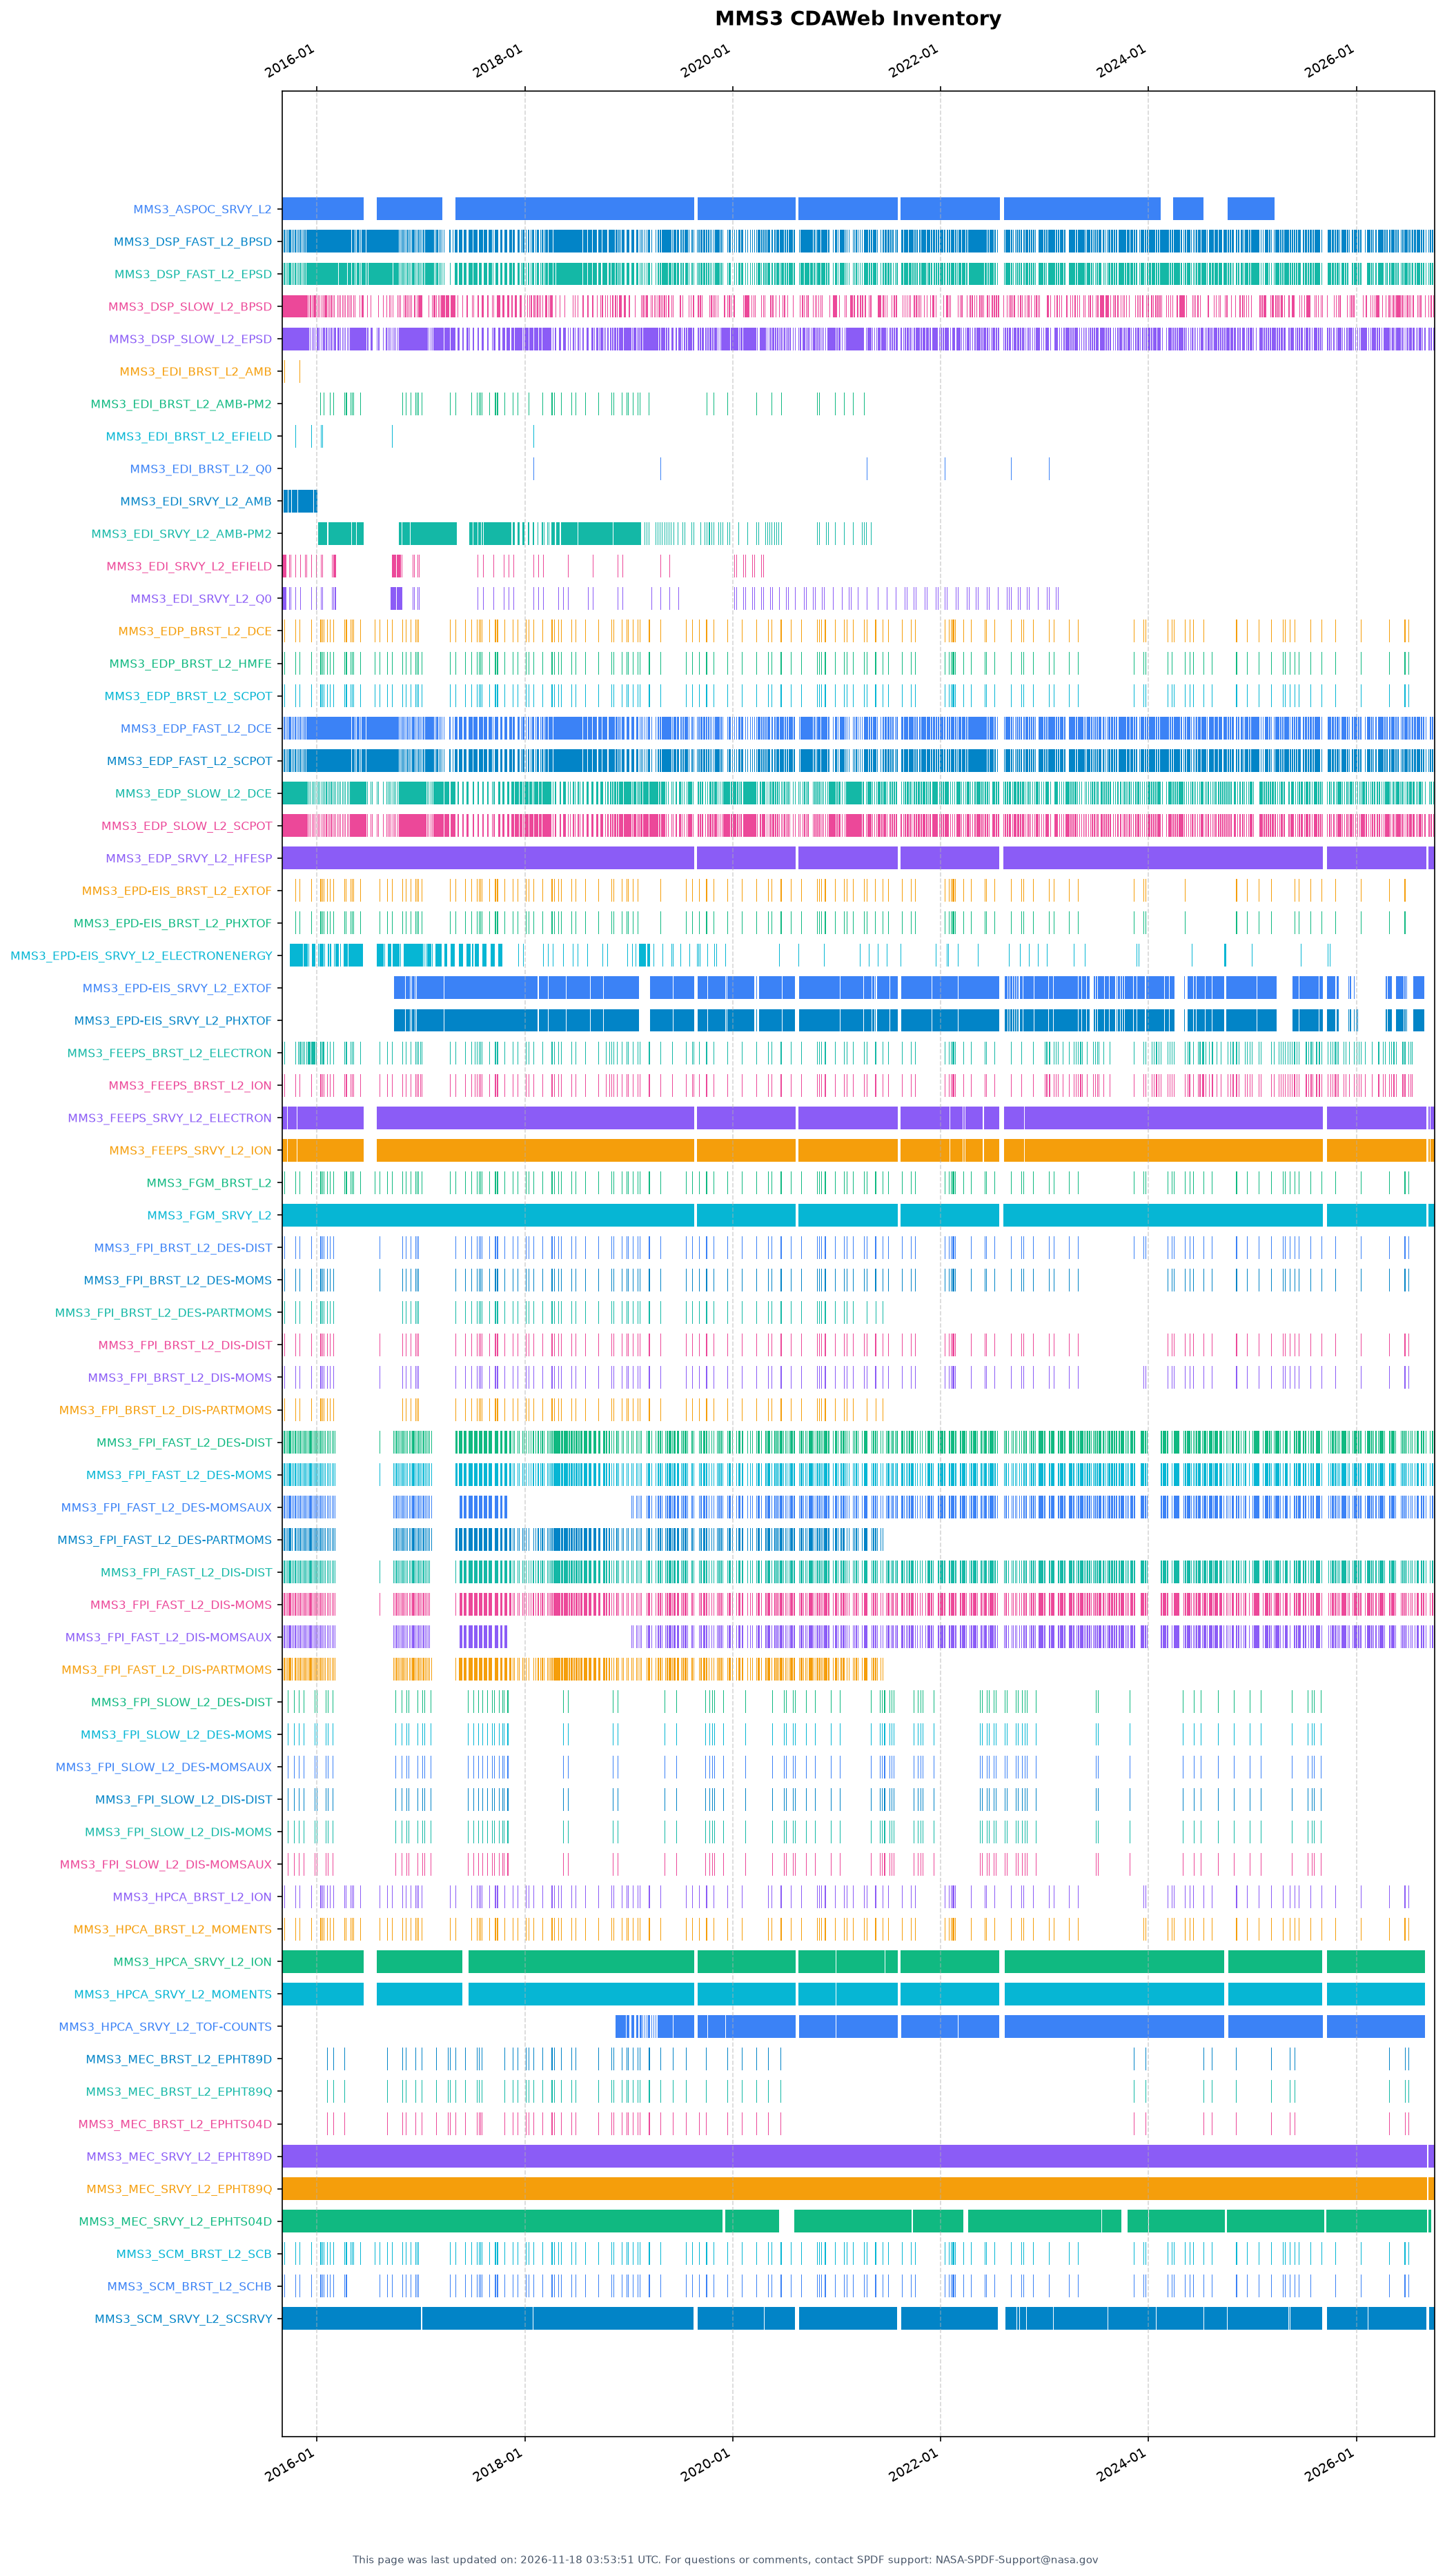 MMS3 CDAWeb Inventory
2016-01 2018-01 2020-01 2022-01 2024-01 2026-01
MMS3_ASPOC_SRVY_L2
MMS3_DSP_FAST_L2_BPSD
MMS3_DSP_FAST_L2_EPSD
MMS3_DSP_SLOW_L2_BPSD
MMS3_DSP_SLOW_L2_EPSD
MMS3_EDI_BRST_L2_AMB
MMS3_EDI_BRST_L2_AMB-PM2
MMS3_EDI_BRST_L2_EFIELD
MMS3_EDI_BRST_L2_Q0
MMS3_EDI_SRVY_L2_AMB
MMS3_EDI_SRVY_L2_AMB-PM2
MMS3_EDI_SRVY_L2_EFIELD
MMS3_EDI_SRVY_L2_Q0
MMS3_EDP_BRST_L2_DCE
MMS3_EDP_BRST_L2_HMFE
MMS3_EDP_BRST_L2_SCPOT
MMS3_EDP_FAST_L2_DCE
MMS3_EDP_FAST_L2_SCPOT
MMS3_EDP_SLOW_L2_DCE
MMS3_EDP_SLOW_L2_SCPOT
MMS3_EDP_SRVY_L2_HFESP
MMS3_EPD-EIS_BRST_L2_EXTOF
MMS3_EPD-EIS_BRST_L2_PHXTOF
MMS3_EPD-EIS_SRVY_L2_ELECTRONENERGY
MMS3_EPD-EIS_SRVY_L2_EXTOF
MMS3_EPD-EIS_SRVY_L2_PHXTOF
MMS3_FEEPS_BRST_L2_ELECTRON
MMS3_FEEPS_BRST_L2_ION
MMS3_FEEPS_SRVY_L2_ELECTRON
MMS3_FEEPS_SRVY_L2_ION
MMS3_FGM_BRST_L2
MMS3_FGM_SRVY_L2
MMS3_FPI_BRST_L2_DES-DIST
MMS3_FPI_BRST_L2_DES-MOMS
MMS3_FPI_BRST_L2_DES-PARTMOMS
MMS3_FPI_BRST_L2_DIS-DIST
MMS3_FPI_BRST_L2_DIS-MOMS
MMS3_FPI_BRST_L2_DIS-PARTMOMS
MMS3_FPI_FAST_L2_DES-DIST
MMS3_FPI_FAST_L2_DES-MOMS
MMS3_FPI_FAST_L2_DES-MOMSAUX
MMS3_FPI_FAST_L2_DES-PARTMOMS
MMS3_FPI_FAST_L2_DIS-DIST
MMS3_FPI_FAST_L2_DIS-MOMS
MMS3_FPI_FAST_L2_DIS-MOMSAUX
MMS3_FPI_FAST_L2_DIS-PARTMOMS
MMS3_FPI_SLOW_L2_DES-DIST
MMS3_FPI_SLOW_L2_DES-MOMS
MMS3_FPI_SLOW_L2_DES-MOMSAUX
MMS3_FPI_SLOW_L2_DIS-DIST
MMS3_FPI_SLOW_L2_DIS-MOMS
MMS3_FPI_SLOW_L2_DIS-MOMSAUX
MMS3_HPCA_BRST_L2_ION
MMS3_HPCA_BRST_L2_MOMENTS
MMS3_HPCA_SRVY_L2_ION
MMS3_HPCA_SRVY_L2_MOMENTS
MMS3_HPCA_SRVY_L2_TOF-COUNTS
MMS3_MEC_BRST_L2_EPHT89D
MMS3_MEC_BRST_L2_EPHT89Q
MMS3_MEC_BRST_L2_EPHTS04D
MMS3_MEC_SRVY_L2_EPHT89D
MMS3_MEC_SRVY_L2_EPHT89Q
MMS3_MEC_SRVY_L2_EPHTS04D
MMS3_SCM_BRST_L2_SCB
MMS3_SCM_BRST_L2_SCHB
MMS3_SCM_SRVY_L2_SCSRVY
2016-01 2018-01 2020-01 2022-01 2024-01 2026-01
This page was last updated on: 2026-11-18 03:53:51 UTC. For questions or comments, contact SPDF support: NASA-SPDF-Support@nasa.gov